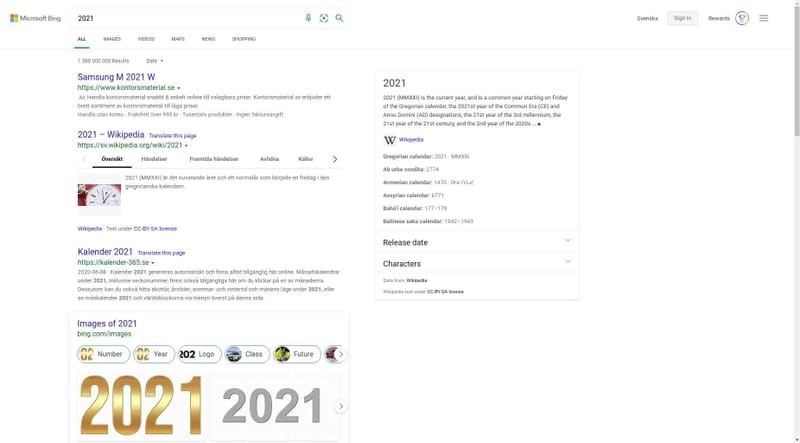 Microsoft Bing
2021
Svenska
Sign in
Rewards
ALL
IMAGES
VIDEOS
MAPS
NEWS
SHOPPING
1 580 000 000 Results
Date
Samsung M 2021 W
https://www.kontorsmaterial.se
Handla kontorsmaterial snabbt & enkelt online till oslagbara priser. Kontorsmaterial.se erbjuder ett
brett sortiment av kontorsmaterial till låga priser.
Handla utan konto · Fraktfritt över 995 kr · Tusentals produkter · Ingen fakturaavgift
2021 – Wikipedia Translate this page
https://sv.wikipedia.org/wiki/2021
Översikt
Händelser
Framtida händelser
Avlidna
Källor
2021 (MMXXI) är det nuvarande året och ett normalår som började en fredag i den
gregorianska kalendern.
Wikipedia · Text under CC-BY-SA license
Kalender 2021 Translate this page
https://kalender-365.se
2020-06-08 · Kalender 2021 genereras automatiskt och finns alltid tillgänglig här online. Månadskalendrar
under 2021, inklusive veckonummer, finns också tillgängliga här om du klickar på en av månaderna.
Dessutom kan du också hitta skottår, årstider, sommar- och vintertid och månens läge under 2021, eller
se månkalender 2021 och världsklockorna via menyn överst på denna sida.
Images of 2021
bing.com/images
Number
Year
202
Logo
Class
Future
2021
2021
2021
2021 (MMXXI) is the current year, and is a common year starting on Friday
of the Gregorian calendar, the 2021st year of the Common Era (CE) and
Anno Domini (AD) designations, the 21st year of the 3rd millennium, the
21st year of the 21st century, and the 2nd year of the 2020s …
W Wikipedia
Gregorian calendar: 2021 · MMXXI
Ab urbe condita: 2774
Armenian calendar: 1470
Assyrian calendar: 6771
Bahá'í calendar: 177–178
Balinese saka calendar: 1942–1943
Release date
Characters
Data from: Wikipedia
Wikipedia text under CC-BY-SA license